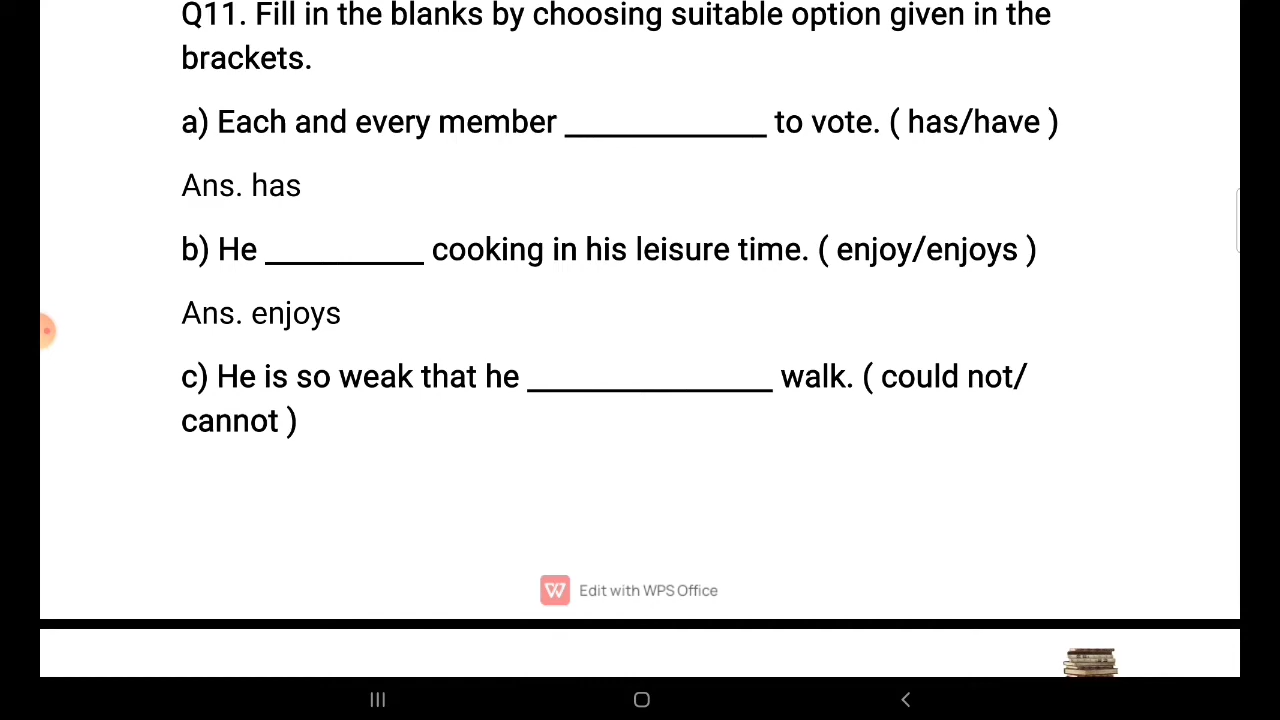 Q11. Fill in the blanks by choosing suitable option given in the
brackets.
a) Each and every member ____________ to vote. ( has/have )
Ans. has
b) He __________ cooking in his leisure time. ( enjoy/enjoys )
Ans. enjoys
c) He is so weak that he _______________ walk. ( could not/
cannot )
Edit with WPS Office